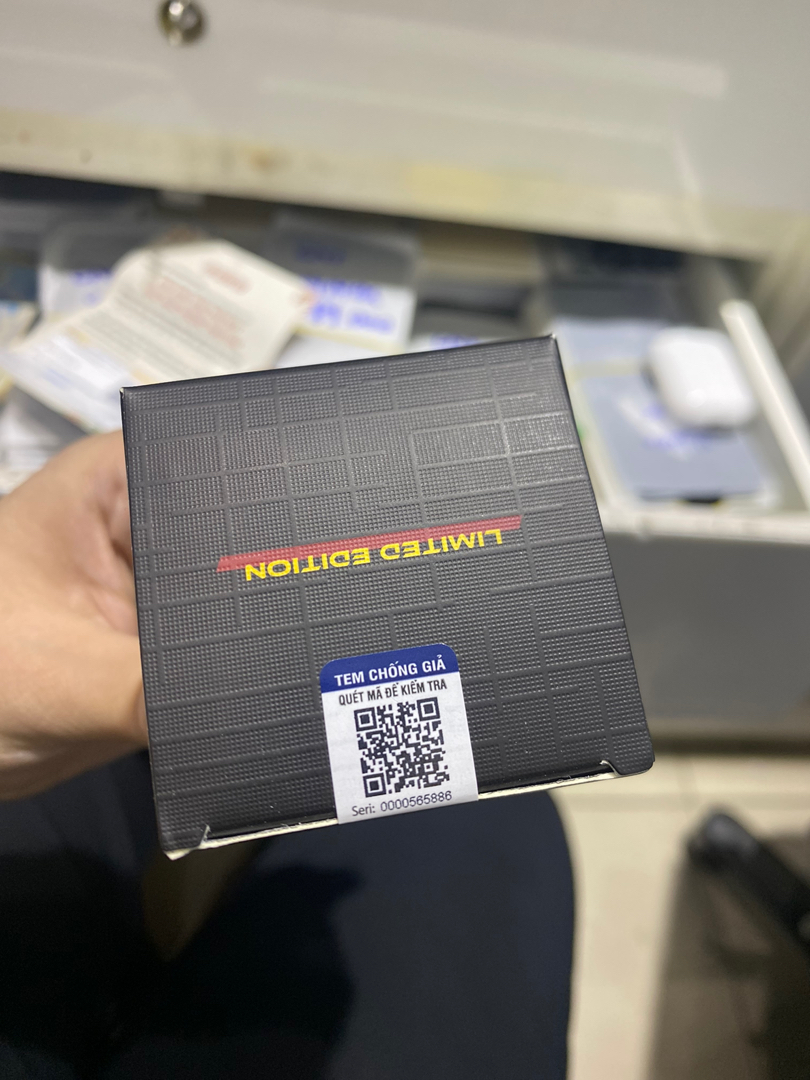 LIMITED EDITION
TEM CHỐNG GIẢ
QUÉT MÃ ĐỂ KIỂM TRA
Seri: 0000565886